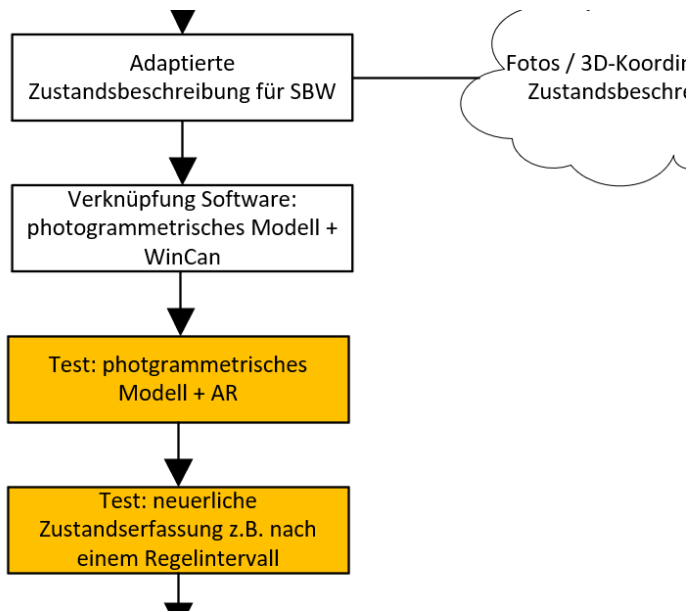 Adaptierte
Zustandsbeschreibung für SBW
Fotos / 3D-Koordin
Zustandsbeschre
Verknüpfung Software:
photogrammetrisches Modell +
WinCan
Test: photgrammetrisches
Modell + AR
Test: neuerliche
Zustandserfassung z.B. nach
einem Regelintervall